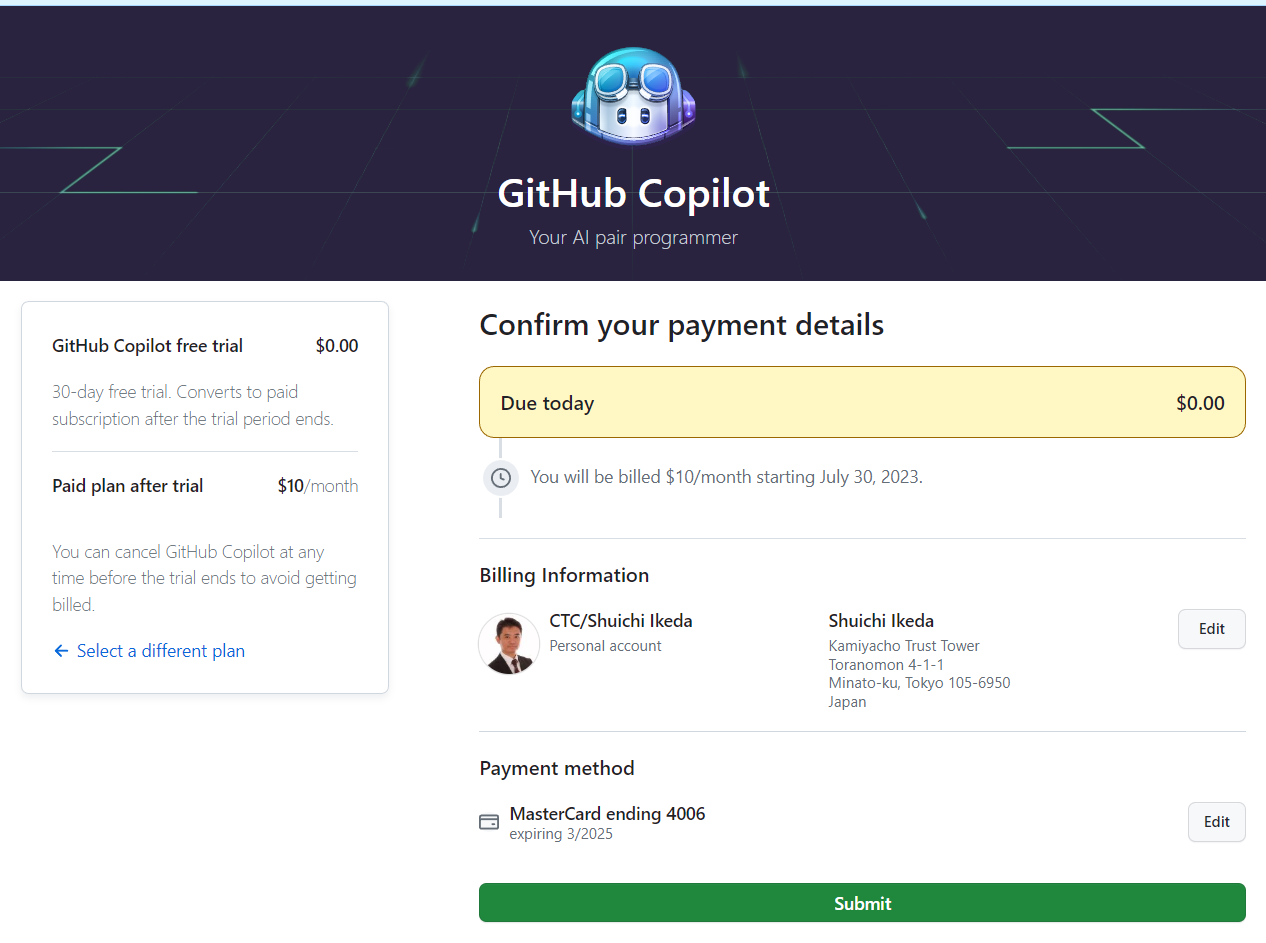 GitHub Copilot
Your AI pair programmer
GitHub Copilot free trial $0.00
30-day free trial. Converts to paid
subscription after the trial period ends.
Paid plan after trial $10/month
You can cancel GitHub Copilot at any
time before the trial ends to avoid getting
billed.
← Select a different plan
Confirm your payment details
Due today $0.00
You will be billed $10/month starting July 30, 2023.
Billing Information
CTC/Shuichi Ikeda
Personal account
Shuichi Ikeda
Kamiyacho Trust Tower
Toranomon 4-1-1
Minato-ku, Tokyo 105-6950
Japan
Edit
Payment method
MasterCard ending 4006
expiring 3/2025
Edit
Submit